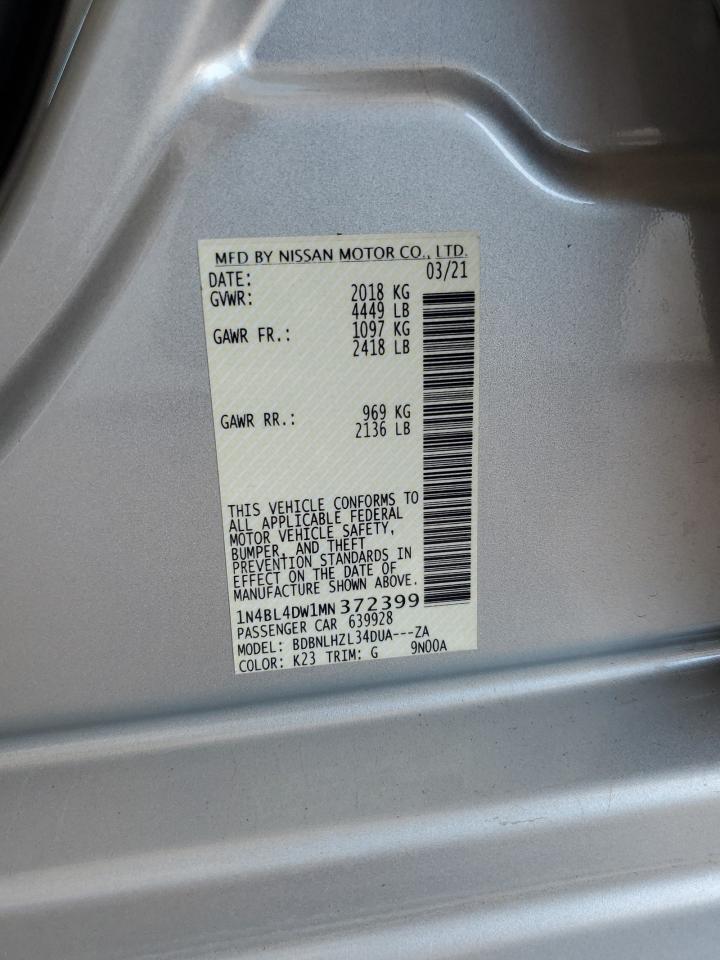 MFD BY NISSAN MOTOR CO., LTD.
DATE: 03/21
GVWR: 2018 KG
4449 LB
GAWR FR.: 1097 KG
2418 LB
GAWR RR.: 969 KG
2136 LB
THIS VEHICLE CONFORMS TO
ALL APPLICABLE FEDERAL
MOTOR VEHICLE SAFETY,
BUMPER, AND THEFT
PREVENTION STANDARDS IN
EFFECT ON THE DATE OF
MANUFACTURE SHOWN ABOVE.
1N4BL4DW1MN372399
PASSENGER CAR 639928
MODEL: BDBNLHZL34DUA---ZA
COLOR: K23 TRIM: G 9N00A